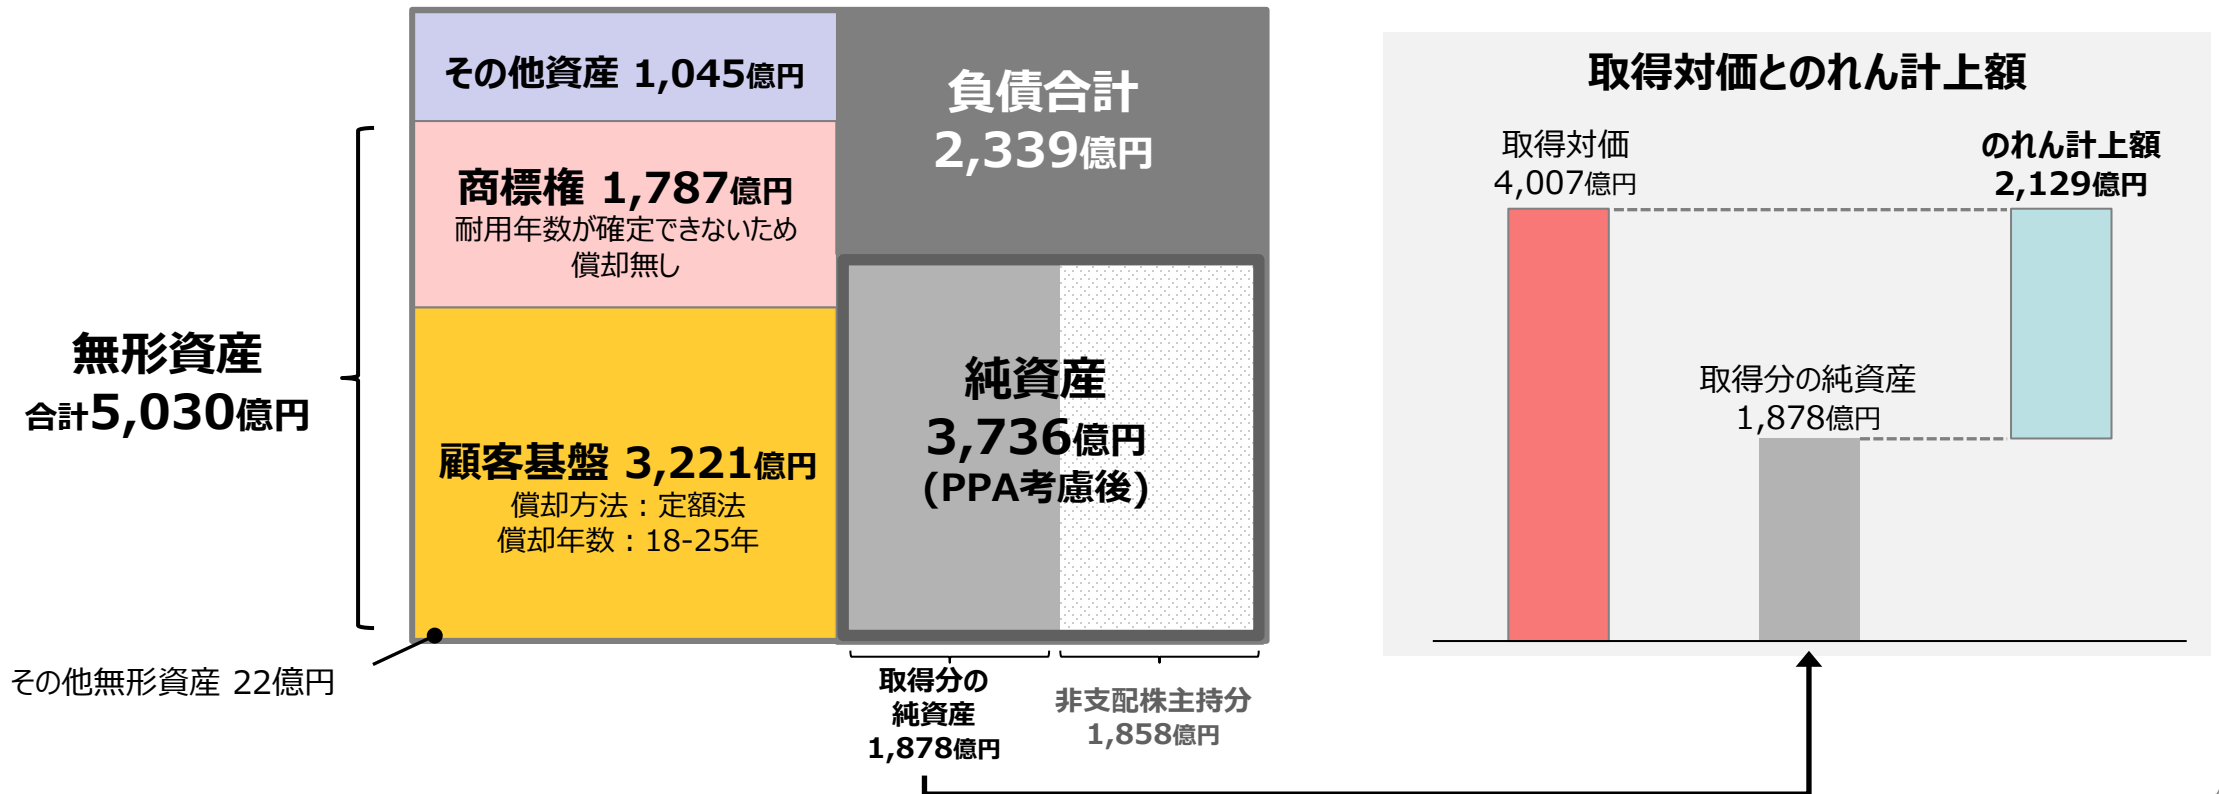 その他資産 1,045億円
商標権 1,787億円
耐用年数が確定できないため
償却無し
無形資産
合計5,030億円
顧客基盤 3,221億円
償却方法：定額法
償却年数：18-25年
その他無形資産 22億円
負債合計
2,339億円
純資産
3,736億円
(PPA考慮後)
取得分の
純資産
1,878億円
非支配株主持分
1,858億円
取得対価とのれん計上額
取得対価
4,007億円
取得分の純資産
1,878億円
のれん計上額
2,129億円